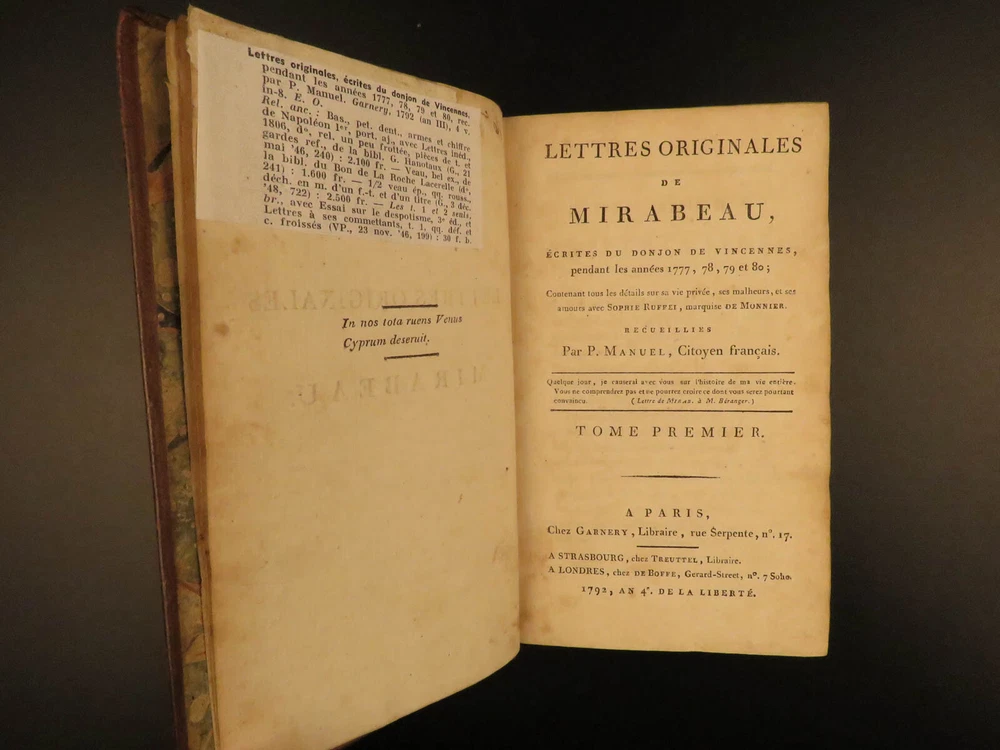 Lettres originales, écrites du donjon de Vincennes,
pendant les années 1777, 78, 79 et 80, rec.
par P. Manuel. Garnery, 1792 (an III), 4 v.
in-8. E. O.
Rel. anc. : Bas., pet. dent., armes et chiffre
de Napoléon Ier, port. aj., avec Lettres inéd.,
1806, do, rel. un peu frottée, pièces de t. et
gardes ref., de la bibl. G. Hanotaux (G., 21
mai '46, 240) : 2.100 fr. — Veau, bel ex., de
la bibl. du Bon de La Roche Lacarelle (do,
241) : 1.600 fr. — 1/2 veau ép., qq. rouss.,
déch. en m. d'un f.-t. et d'un titre (G., 3 déc.
'48, 722) : 2.500 fr. — Les t. 1 et 2 seuls,
br., avec Essai sur le despotisme, 3e éd., et
Lettres à ses commettants, t. 1, qq. déf. et
c. froissés (VP., 23 nov. '46, 199) : 30 f. b.
In nos tota ruens Venus
Cyprum deseruit.
LETTRES ORIGINALES
DE
MIRABEAU,
ÉCRITES DU DONJON DE VINCENNES,
pendant les années 1777, 78, 79 et 80;
Contenant tous les détails sur sa vie privée, ses malheurs, et ses
amours avec SOPHIE RUFFEI, marquise DE MONNIER.
RECUEILLIES
Par P. MANUEL, Citoyen français.
Quelque jour, je causerai avec vous sur l'histoire de ma vie entière.
Vous ne comprendrez pas et ne pourrez croire ce dont vous serez pourtant
convaincu. (Lettre de MIRAB. à M. Béranger.)
TOME PREMIER.
A PARIS,
Chez GARNERY, Libraire, rue Serpente, no. 17.
A STRASBOURG, chez TREUTTEL, Libraire.
A LONDRES, chez DE BOFFE, Gerard-Street, no. 7 Soho.
1792, AN 4e. DE LA LIBERTÉ.